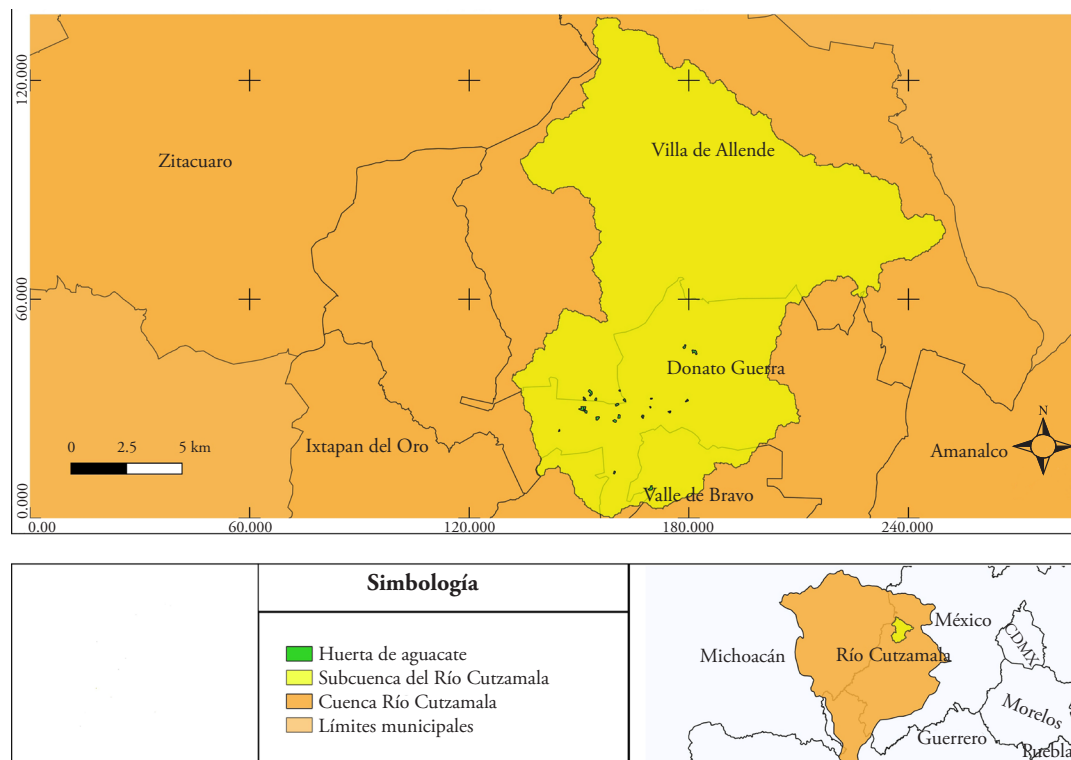 120.000
60.000
0.000
Zitacuaro
Villa de Allende
Donato Guerra
Ixtapan del Oro
Valle de Bravo
Amanalco
N
0 2.5 5 km
0.00 60.000 120.000 180.000 240.000
Simbología
Huerta de aguacate
Subcuenca del Río Cutzamala
Cuenca Río Cutzamala
Límites municipales
Michoacán
Río Cutzamala
México
CDMX
Morelos
Guerrero
Puebla